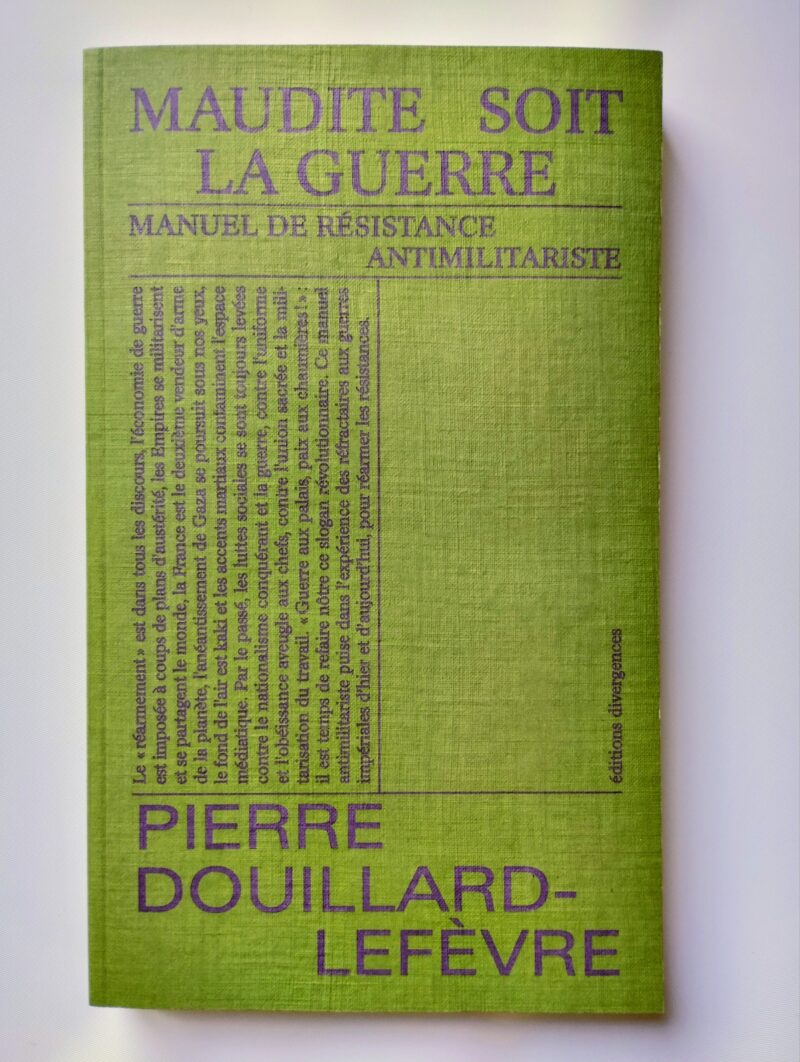 MAUDITE SOIT
LA GUERRE
MANUEL DE RÉSISTANCE
ANTIMILITARISTE
Le « réarmement » est dans tous les discours, l'économie de guerre
est imposée à coups de plans d'austérité, les Empires se militarisent
et se partagent le monde, la France est le deuxième vendeur d'arme
de la planète, l'anéantissement de Gaza se poursuit sous nos yeux,
le fond de l'air est kaki et les accents martiaux contaminent l'espace
médiatique. Par le passé, les luttes sociales se sont toujours levées
contre le nationalisme conquérant et la guerre, contre l'uniforme
et l'obéissance aveugle aux chefs, contre l'union sacrée et la mili-
tarisation du travail. « Guerre aux palais, paix aux chaumières ! » :
il est temps de refaire nôtre ce slogan révolutionnaire. Ce manuel
antimilitariste puise dans l'expérience des réfractaires aux guerres
impériales d'hier et d'aujourd'hui, pour réarmer les résistances.
éditions divergences
PIERRE
DOUILLARD-
LEFÈVRE